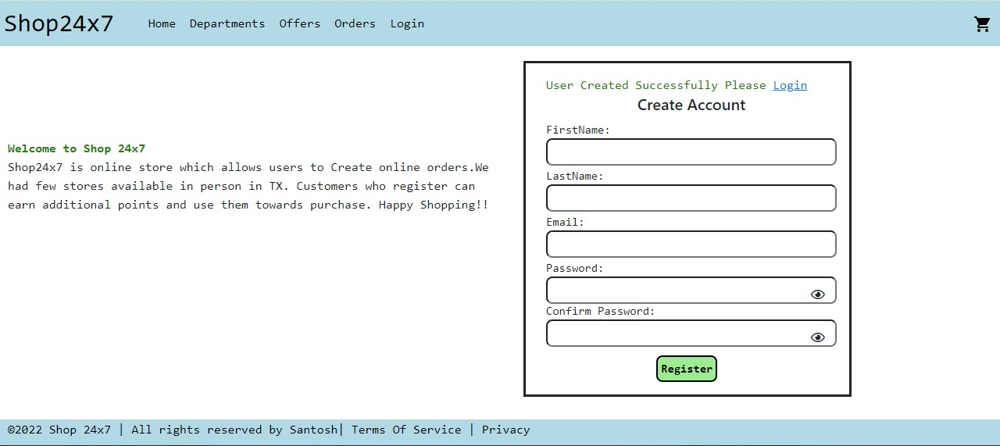 Shop24x7 Home Departments Offers Orders Login
Welcome to Shop 24x7
Shop24x7 is online store which allows users to Create online orders.We
had few stores available in person in TX. Customers who register can
earn additional points and use them towards purchase. Happy Shopping!!
User Created Successfully Please Login
Create Account
FirstName:
LastName:
Email:
Password:
Confirm Password:
Register
©2022 Shop 24x7 | All rights reserved by Santosh| Terms Of Service | Privacy